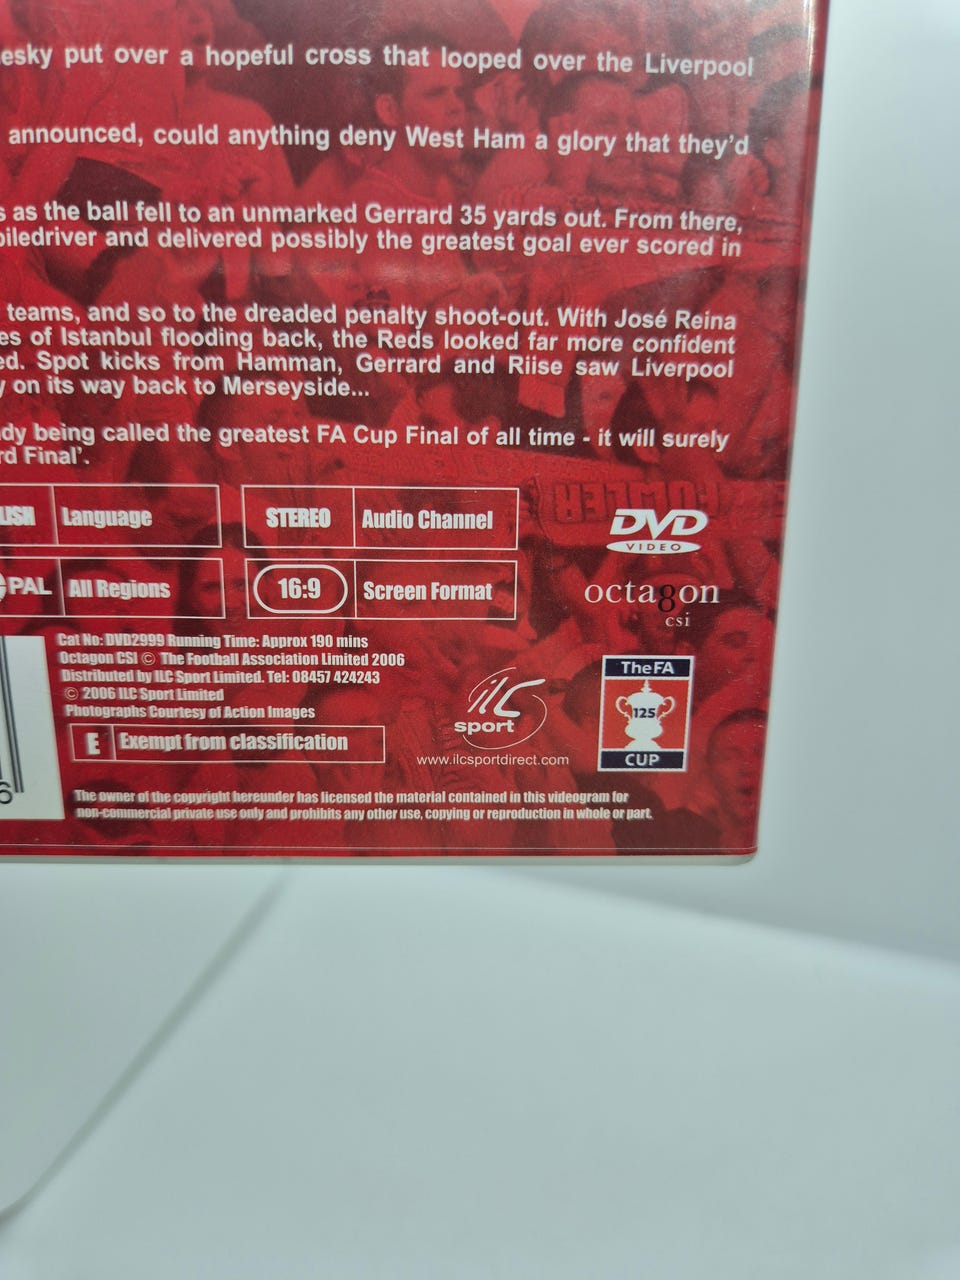 esky put over a hopeful cross that looped over the Liverpool
announced, could anything deny West Ham a glory that they'd
s as the ball fell to an unmarked Gerrard 35 yards out. From there,
piledriver and delivered possibly the greatest goal ever scored in
teams, and so to the dreaded penalty shoot-out. With José Reina
es of Istanbul flooding back, the Reds looked far more confident
ed. Spot kicks from Hamman, Gerrard and Riise saw Liverpool
y on its way back to Merseyside...
dy being called the greatest FA Cup Final of all time - it will surely
rd Final'.
LISH Language STEREO Audio Channel
PAL All Regions 16:9 Screen Format
DVD
VIDEO
octagon
csi
Cat No: DVD2999 Running Time: Approx 190 mins
Octagon CSI © The Football Association Limited 2006
Distributed by ILC Sport Limited. Tel: 08457 424243
© 2006 ILC Sport Limited
Photographs Courtesy of Action Images
E Exempt from classification
ilc
sport
www.ilcsportdirect.com
The FA
125
CUP
6
The owner of the copyright hereunder has licensed the material contained in this videogram for
non-commercial private use only and prohibits any other use, copying or reproduction in whole or part.